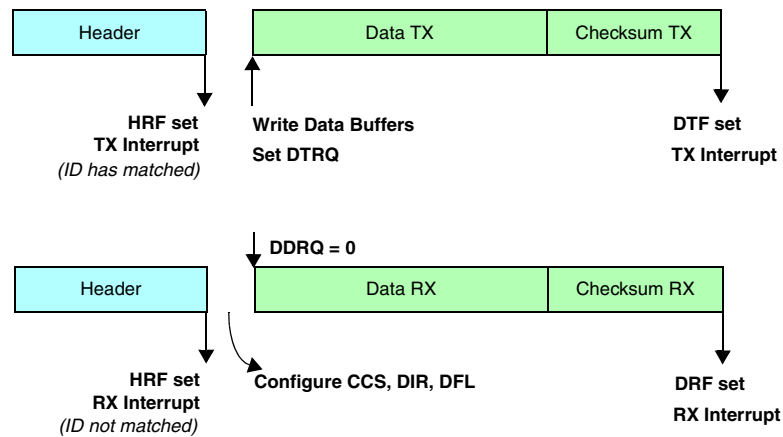 Header
Data TX
Checksum TX
HRF set
TX Interrupt
(ID has matched)
Write Data Buffers
Set DTRQ
DTF set
TX Interrupt
DDRQ = 0
Header
Data RX
Checksum RX
HRF set
RX Interrupt
(ID not matched)
Configure CCS, DIR, DFL
DRF set
RX Interrupt